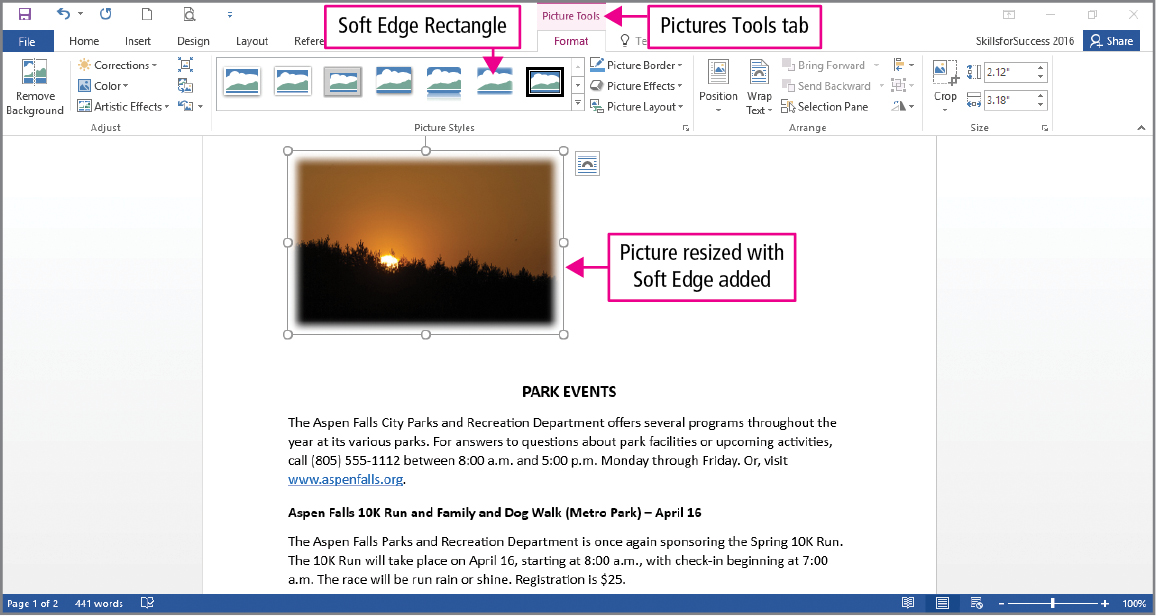 Soft Edge Rectangle
Picture Tools
Pictures Tools tab
File
Home
Insert
Design
Layout
Refere
Format
Te
SkillsforSuccess 2016
Share
Remove
Background
Corrections
Color
Artistic Effects
Adjust
Picture Styles
Picture Border
Picture Effects
Picture Layout
Position
Wrap
Text
Bring Forward
Send Backward
Selection Pane
Arrange
Crop
2.12"
3.18"
Size
Picture resized with
Soft Edge added
PARK EVENTS
The Aspen Falls City Parks and Recreation Department offers several programs throughout the
year at its various parks. For answers to questions about park facilities or upcoming activities,
call (805) 555-1112 between 8:00 a.m. and 5:00 p.m. Monday through Friday. Or, visit
www.aspenfalls.org.
Aspen Falls 10K Run and Family and Dog Walk (Metro Park) – April 16
The Aspen Falls Parks and Recreation Department is once again sponsoring the Spring 10K Run.
The 10K Run will take place on April 16, starting at 8:00 a.m., with check-in beginning at 7:00
a.m. The race will be run rain or shine. Registration is $25.
Page 1 of 2
441 words
100%